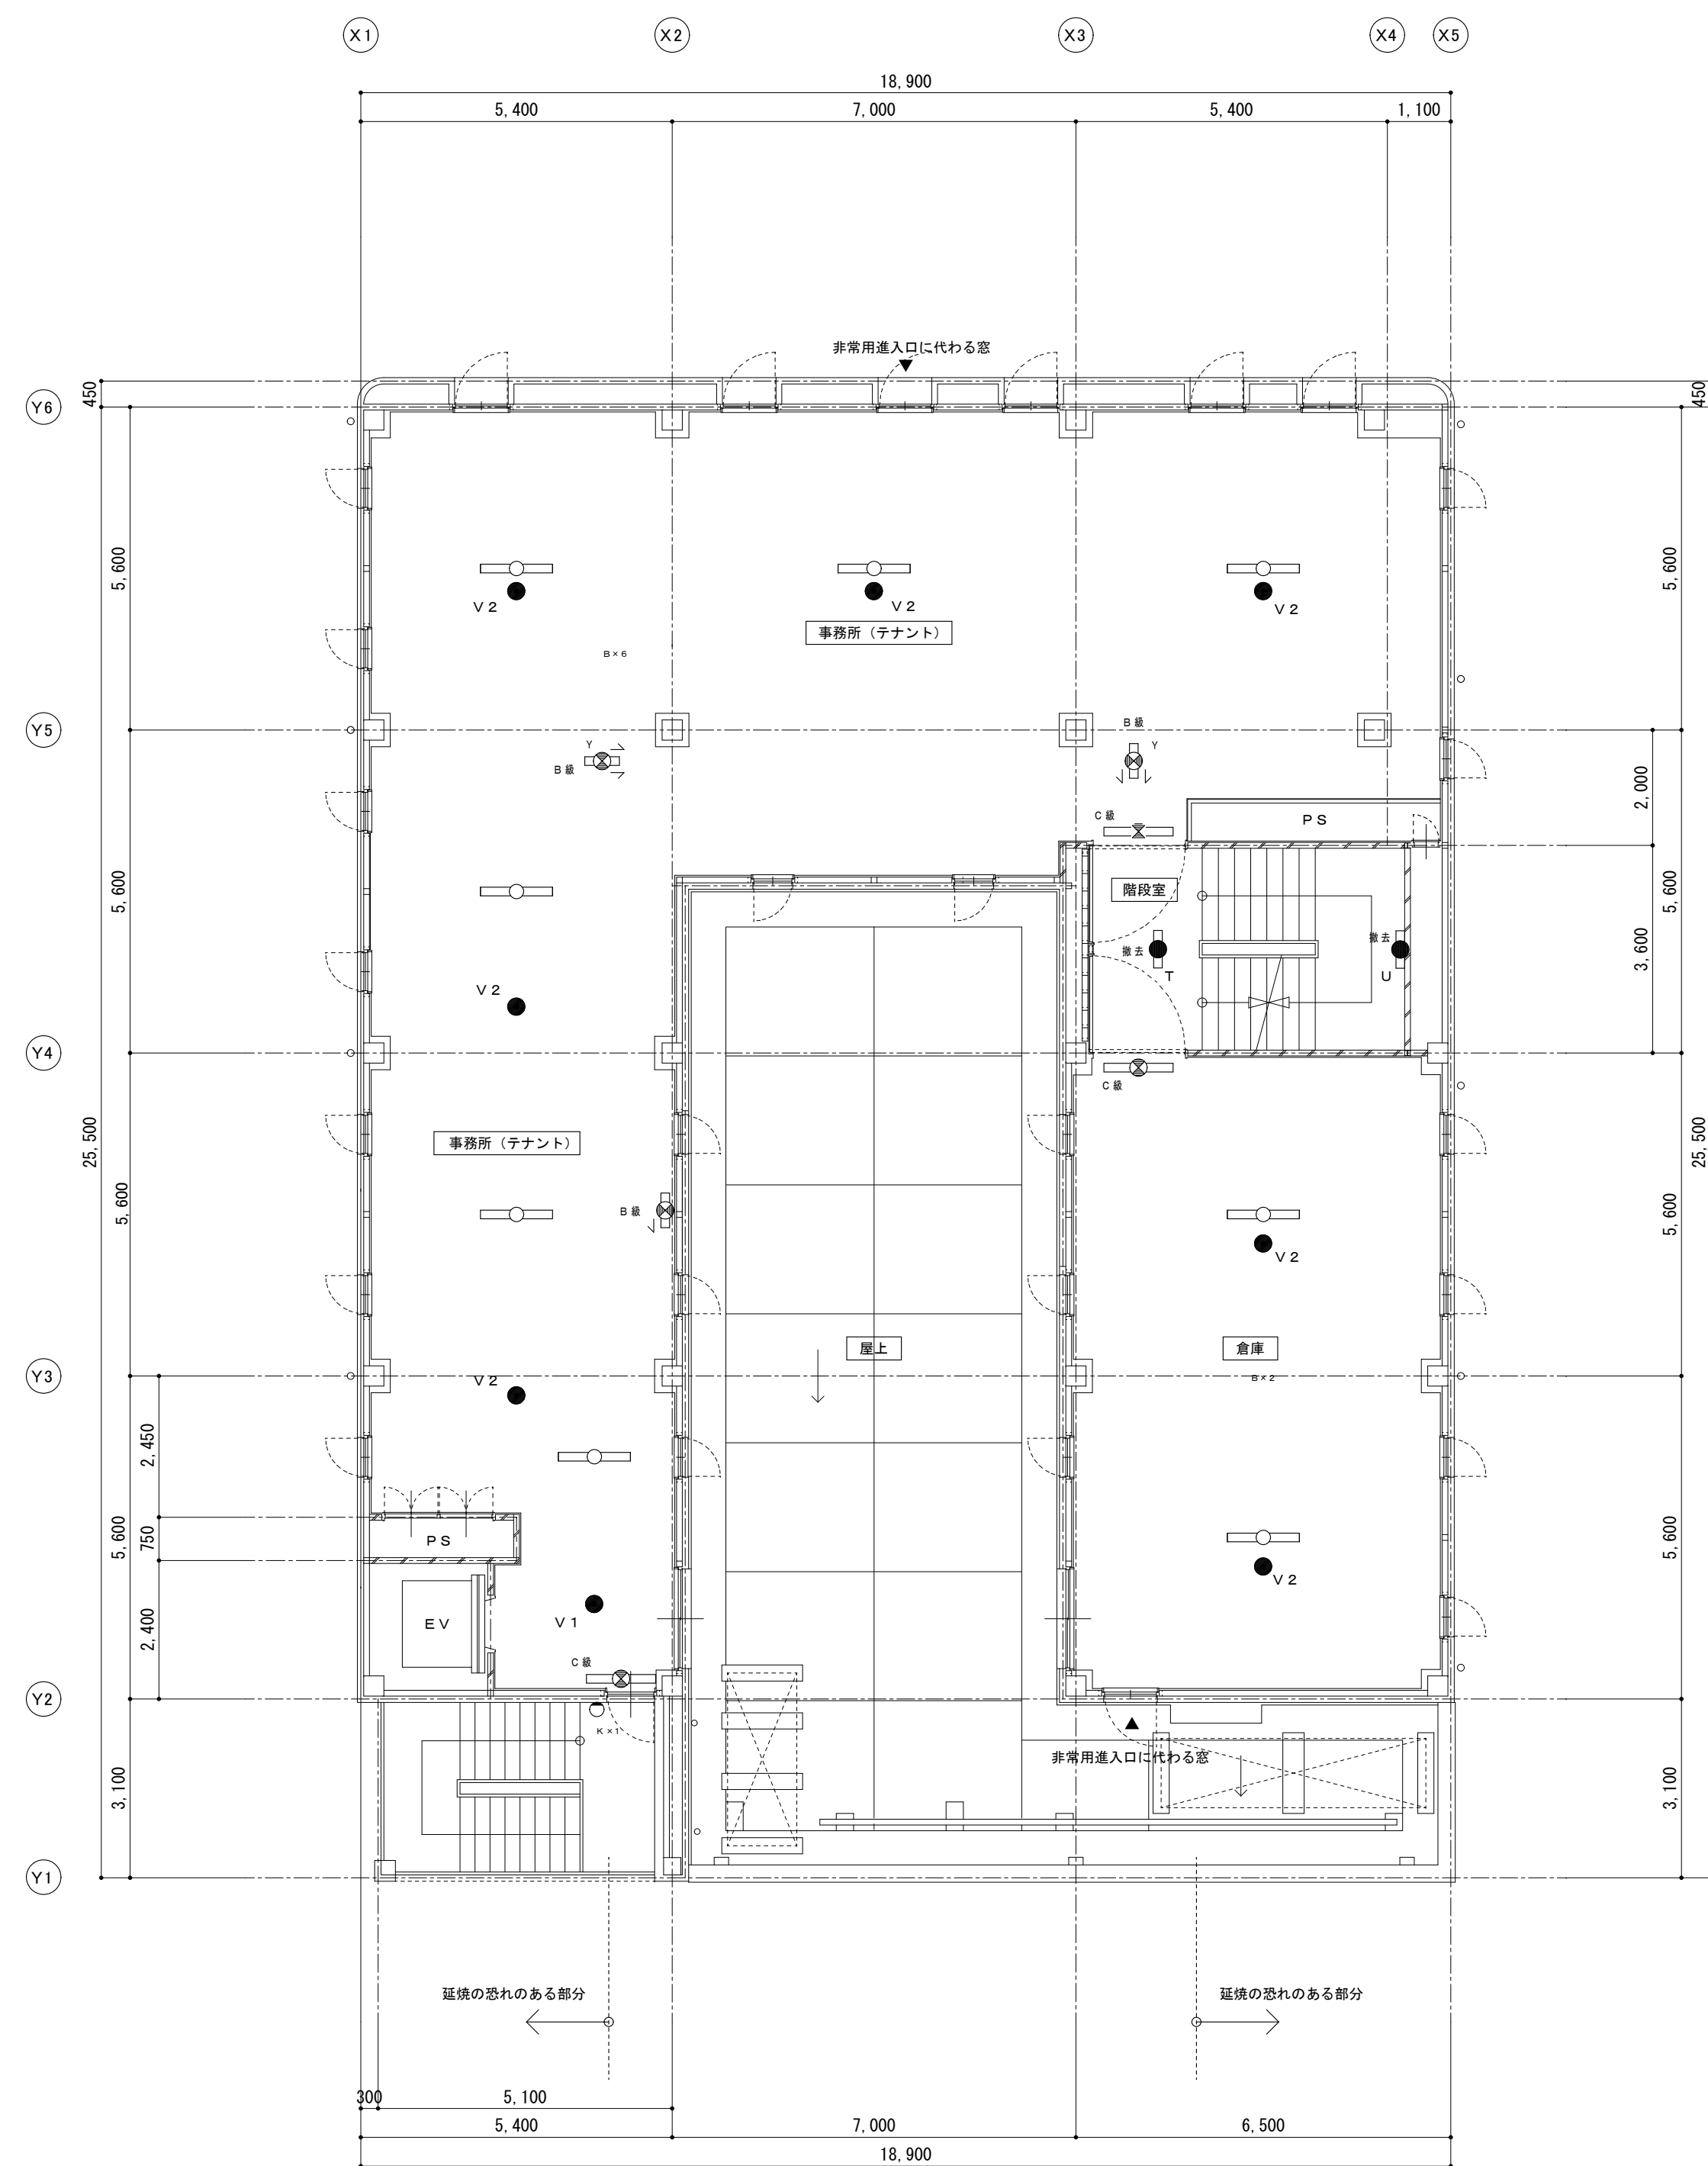 X1 X2 X3 X4 X5
18,900
5,400 7,000 5,400 1,100
非常用進入口に代わる窓
450 450
Y6
5,600 5,600
V2 V2 V2
事務所（テナント）
B×6
Y5
B級
Y Y
B級
2,000
C級
PS
5,600 階段室 5,600
撤去 撤去 3,600
T U
V2
Y4
C級
25,500 25,500
事務所（テナント）
5,600 B級 5,600
V2
屋上 倉庫
Y3 B×2
V2
2,450
PS
5,600 750 5,600
V2
EV V1
2,400
C級
Y2
K×1
非常用進入口に代わる窓
3,100 3,100
Y1
延焼の恐れのある部分 延焼の恐れのある部分
300 5,100
5,400 7,000 6,500
18,900